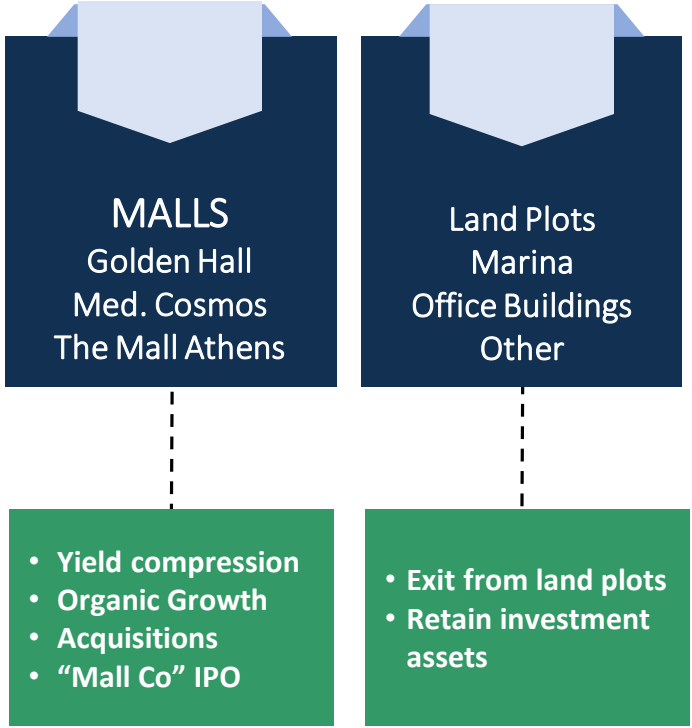 MALLS
Golden Hall
Med. Cosmos
The Mall Athens
Land Plots
Marina
Office Buildings
Other
• Yield compression
• Organic Growth
• Acquisitions
• “Mall Co” IPO
• Exit from land plots
• Retain investment
assets